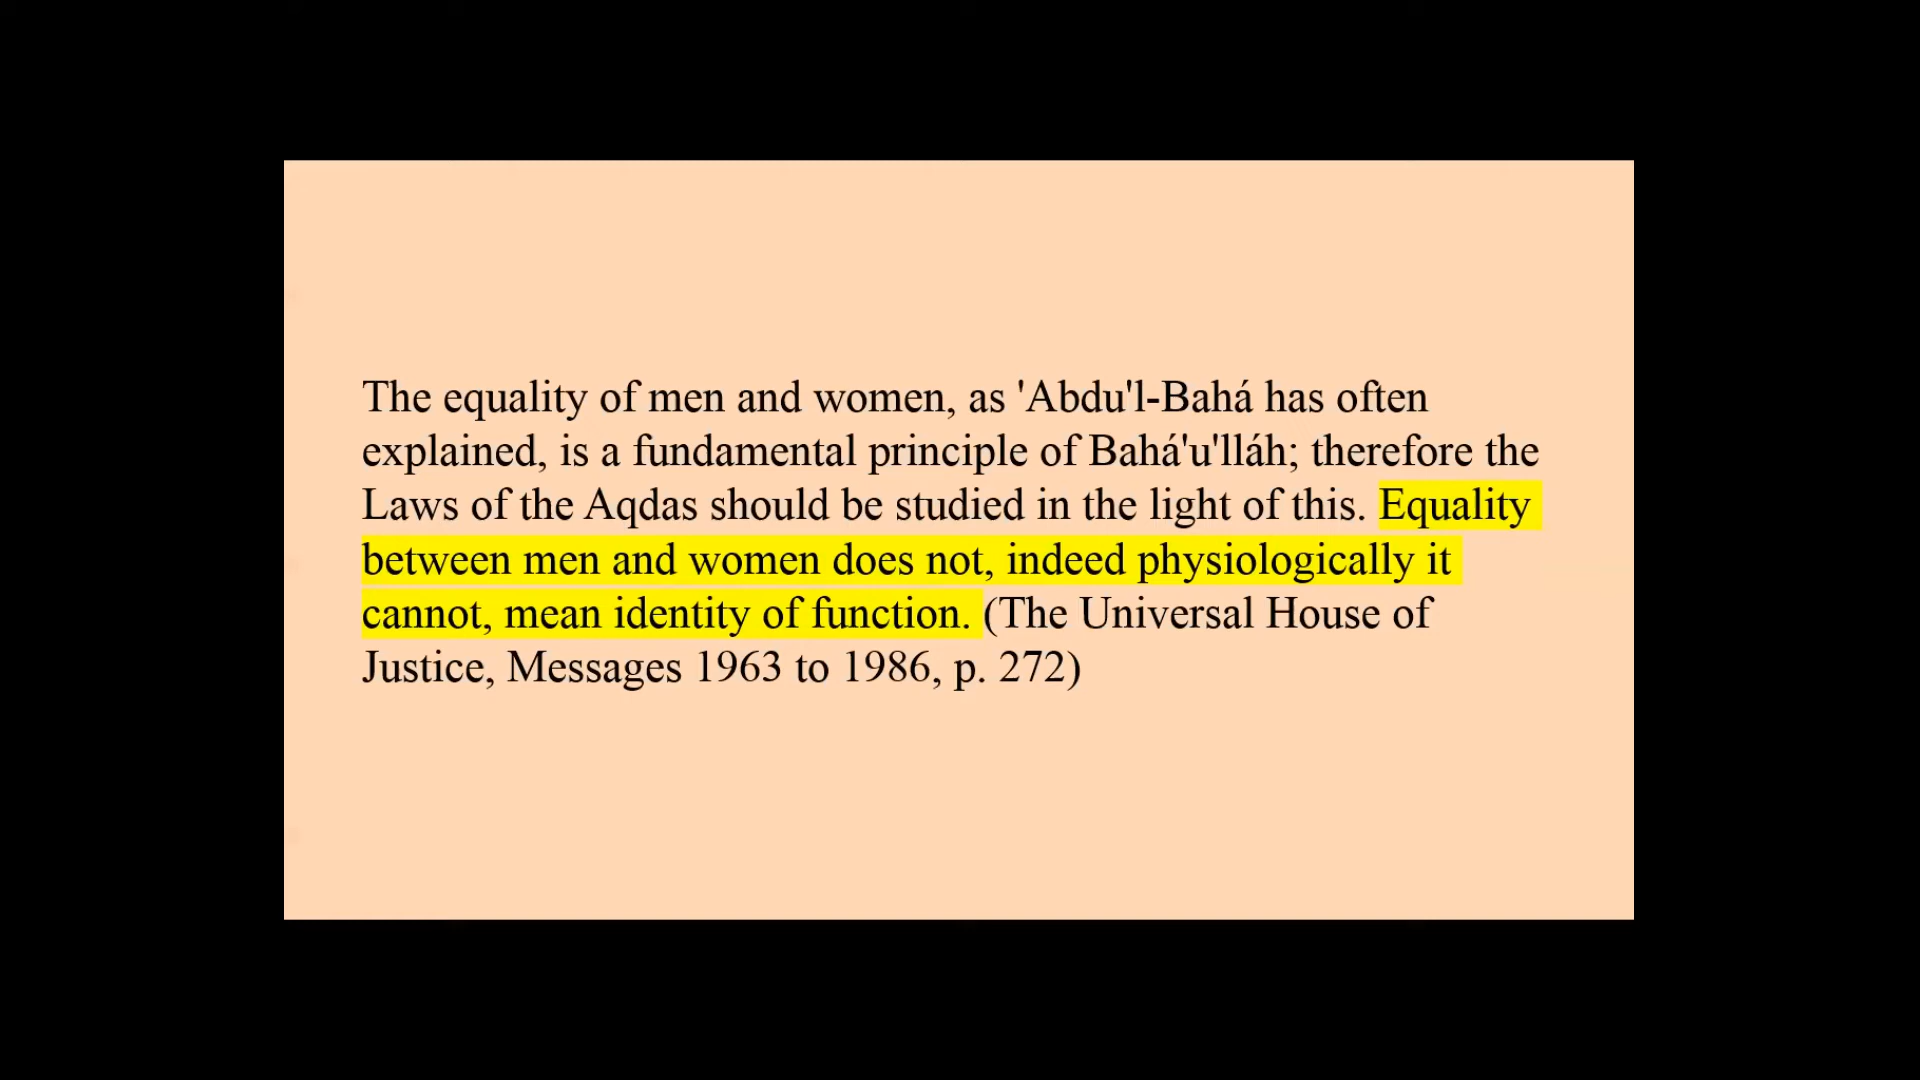 The equality of men and women, as 'Abdu'l-Bahá has often
explained, is a fundamental principle of Bahá'u'lláh; therefore the
Laws of the Aqdas should be studied in the light of this. Equality
between men and women does not, indeed physiologically it
cannot, mean identity of function. (The Universal House of
Justice, Messages 1963 to 1986, p. 272)